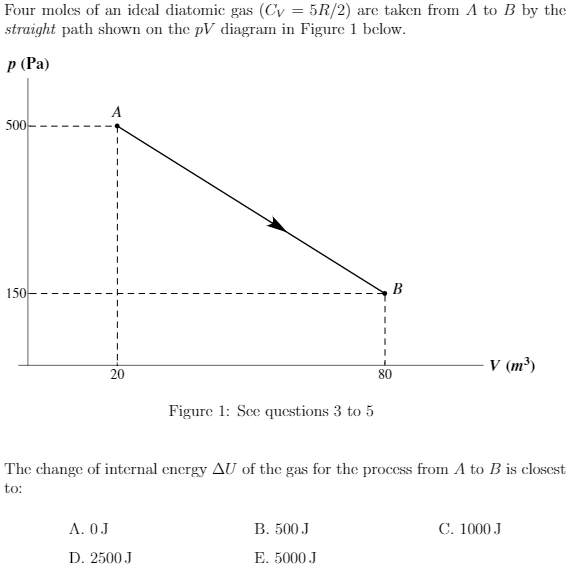 Four moles of an ideal diatomic gas (C_V = 5R/2) are taken from A to B by the
straight path shown on the pV diagram in Figure 1 below.
p (Pa)
A
500
150
B
20
80
V (m³)
Figure 1: See questions 3 to 5
The change of internal energy ΔU of the gas for the process from A to B is closest
to:
A. 0 J B. 500 J C. 1000 J
D. 2500 J E. 5000 J